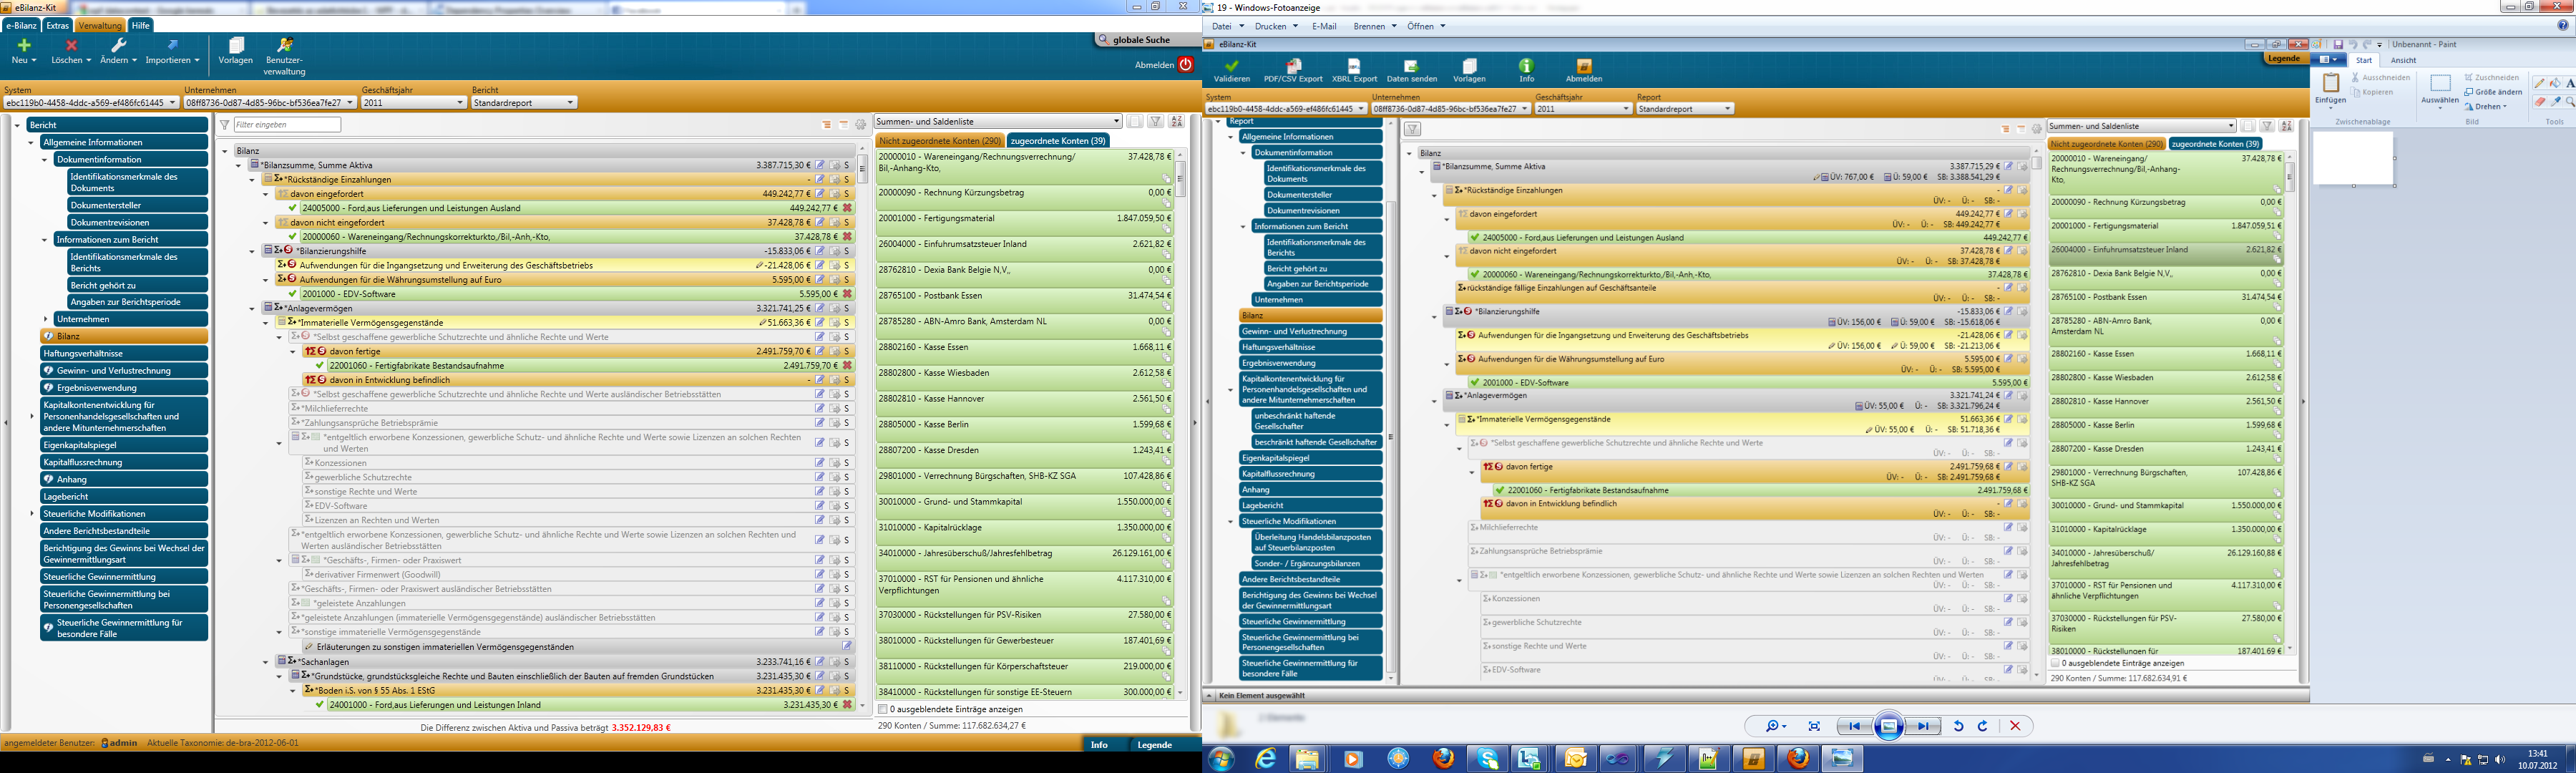 eBilanz-Kit
e-Bilanz Extras Verwaltung Hilfe
Neu Löschen Ändern Importieren Vorlagen Benutzer-
verwaltung
globale Suche
Abmelden
System Unternehmen Geschäftsjahr Bericht
ebc119b0-4458-4ddc-a569-ef486fc61445 08ff8736-0d87-4d85-96bc-bf536ea7fe27 2011 Standardreport
Bericht
Allgemeine Informationen
Dokumentinformation
Identifikationsmerkmale des
Dokuments
Dokumentersteller
Dokumentrevisionen
Informationen zum Bericht
Identifikationsmerkmale des
Berichts
Bericht gehört zu
Angaben zur Berichtsperiode
Unternehmen
Bilanz
Haftungsverhältnisse
Gewinn- und Verlustrechnung
Ergebnisverwendung
Kapitalkontenentwicklung für
Personenhandelsgesellschaften und
andere Mitunternehmerschaften
Eigenkapitalspiegel
Kapitalflussrechnung
Anhang
Lagebericht
Steuerliche Modifikationen
Andere Berichtsbestandteile
Berichtigung des Gewinns bei Wechsel der
Gewinnermittlungsart
Steuerliche Gewinnermittlung
Steuerliche Gewinnermittlung bei
Personengesellschaften
Steuerliche Gewinnermittlung für
besondere Fälle
Filter eingeben
Bilanz
*Bilanzsumme, Summe Aktiva 3.387.715,30 € S
*Rückständige Einzahlungen - S
davon eingefordert 449.242,77 € S
24005000 - Ford,aus Lieferungen und Leistungen Ausland 449.242,77 €
davon nicht eingefordert 37.428,78 € S
20000060 - Wareneingang/Rechnungskorrekturkto,/Bil,-Anh,-Kto, 37.428,78 €
*Bilanzierungshilfe -15.833,06 € S
Aufwendungen für die Ingangsetzung und Erweiterung des Geschäftsbetriebs -21.428,06 € S
Aufwendungen für die Währungsumstellung auf Euro 5.595,00 € S
2001000 - EDV-Software 5.595,00 €
*Anlagevermögen 3.321.741,25 € S
*Immaterielle Vermögensgegenstände 51.663,36 € S
*Selbst geschaffene gewerbliche Schutzrechte und ähnliche Rechte und Werte S
davon fertige 2.491.759,70 € S
22001060 - Fertigfabrikate Bestandsaufnahme 2.491.759,70 €
davon in Entwicklung befindlich - S
*Selbst geschaffene gewerbliche Schutzrechte und ähnliche Rechte und Werte ausländischer Betriebsstätten S
*Milchlieferrechte S
*Zahlungsansprüche Betriebsprämie S
*entgeltlich erworbene Konzessionen, gewerbliche Schutz- und ähnliche Rechte und Werte sowie Lizenzen an solchen Rechten
und Werten S
Konzessionen S
gewerbliche Schutzrechte S
sonstige Rechte und Werte S
EDV-Software S
Lizenzen an Rechten und Werten S
*entgeltlich erworbene Konzessionen, gewerbliche Schutz- und ähnliche Rechte und Werte sowie Lizenzen an solchen Rechten und
Werten ausländischer Betriebsstätten S
*Geschäfts-, Firmen- oder Praxiswert S
derivativer Firmenwert (Goodwill) S
*Geschäfts-, Firmen- oder Praxiswert ausländischer Betriebsstätten S
*geleistete Anzahlungen S
*geleistete Anzahlungen (immaterielle Vermögensgegenstände) ausländischer Betriebsstätten S
*sonstige immaterielle Vermögensgegenstände S
Erläuterungen zu sonstigen immateriellen Vermögensgegenständen
*Sachanlagen 3.233.741,16 € S
*Grundstücke, grundstücksgleiche Rechte und Bauten einschließlich der Bauten auf fremden Grundstücken 3.231.435,30 € S
*Boden i.S. von § 55 Abs. 1 EStG 3.231.435,30 € S
24001000 - Ford,aus Lieferungen und Leistungen Inland 3.231.435,30 €
Die Differenz zwischen Aktiva und Passiva beträgt 3.352.129,83 €
Summen- und Saldenliste
Nicht zugeordnete Konten (290) zugeordnete Konten (39)
20000010 - Wareneingang/Rechnungsverrechnung/ 37.428,78 €
Bil,-Anhang-Kto,
20000090 - Rechnung Kürzungsbetrag 0,00 €
20001000 - Fertigungsmaterial 1.847.059,50 €
26004000 - Einfuhrumsatzsteuer Inland 2.621,82 €
28762810 - Dexia Bank Belgie N,V,, 0,00 €
28765100 - Postbank Essen 31.474,54 €
28785280 - ABN-Amro Bank, Amsterdam NL 0,00 €
28802160 - Kasse Essen 1.668,11 €
28802800 - Kasse Wiesbaden 2.612,58 €
28802810 - Kasse Hannover 2.561,50 €
28805000 - Kasse Berlin 1.599,68 €
28807200 - Kasse Dresden 1.243,41 €
29801000 - Verrechnung Bürgschaften, SHB-KZ SGA 107.428,86 €
30010000 - Grund- und Stammkapital 1.550.000,00 €
31010000 - Kapitalrücklage 1.350.000,00 €
34010000 - Jahresüberschuß/Jahresfehlbetrag 26.129.161,00 €
37010000 - RST für Pensionen und ähnliche 4.117.310,00 €
Verpflichtungen
37030000 - Rückstellungen für PSV-Risiken 27.580,00 €
38010000 - Rückstellungen für Gewerbesteuer 187.401,69 €
38110000 - Rückstellungen für Körperschaftsteuer 219.000,00 €
38410000 - Rückstellungen für sonstige EE-Steuern 300.000,00 €
0 ausgeblendete Einträge anzeigen
290 Konten / Summe: 117.682.634,27 €
angemeldeter Benutzer: admin Aktuelle Taxonomie: de-bra-2012-06-01
Info Legende
19 - Windows-Fotoanzeige
Datei Drucken E-Mail Brennen Öffnen
eBilanz-Kit
Validieren PDF/CSV Export XBRL Export Daten senden Vorlagen Info Abmelden
Legende
System Unternehmen Geschäftsjahr Report
ebc119b0-4458-4ddc-a569-ef486fc61445 08ff8736-0d87-4d85-96bc-bf536ea7fe27 2011 Standardreport
Report
Allgemeine Informationen
Dokumentinformation
Identifikationsmerkmale des
Dokuments
Dokumentersteller
Dokumentrevisionen
Informationen zum Bericht
Identifikationsmerkmale des
Berichts
Bericht gehört zu
Angaben zur Berichtsperiode
Unternehmen
Bilanz
Gewinn- und Verlustrechnung
Haftungsverhältnisse
Ergebnisverwendung
Kapitalkontenentwicklung für
Personenhandelsgesellschaften und
andere Mitunternehmerschaften
unbeschränkt haftende
Gesellschafter
beschränkt haftende Gesellschafter
Eigenkapitalspiegel
Kapitalflussrechnung
Anhang
Lagebericht
Steuerliche Modifikationen
Überleitung Handelsbilanzposten
auf Steuerbilanzposten
Sonder- / Ergänzungsbilanzen
Andere Berichtsbestandteile
Berichtigung des Gewinns bei Wechsel
der Gewinnermittlungsart
Steuerliche Gewinnermittlung
Steuerliche Gewinnermittlung bei
Personengesellschaften
Steuerliche Gewinnermittlung für
besondere Fälle
Bilanz
*Bilanzsumme, Summe Aktiva 3.387.715,29 €
ÜV: 767,00 € Ü: 59,00 € SB: 3.388.541,29 €
*Rückständige Einzahlungen -
ÜV: - Ü: - SB: -
davon eingefordert 449.242,77 €
ÜV: - Ü: - SB: 449.242,77 €
24005000 - Ford,aus Lieferungen und Leistungen Ausland 449.242,77 €
davon nicht eingefordert 37.428,78 €
ÜV: - Ü: - SB: 37.428,78 €
20000060 - Wareneingang/Rechnungskorrekturkto,/Bil,-Anh,-Kto, 37.428,78 €
rückständige fällige Einzahlungen auf Geschäftsanteile -
ÜV: - Ü: - SB: -
*Bilanzierungshilfe -15.833,06 €
ÜV: 156,00 € Ü: 59,00 € SB: -15.618,06 €
Aufwendungen für die Ingangsetzung und Erweiterung des Geschäftsbetriebs -21.428,06 €
ÜV: 156,00 € Ü: 59,00 € SB: -21.213,06 €
Aufwendungen für die Währungsumstellung auf Euro 5.595,00 €
ÜV: - Ü: - SB: 5.595,00 €
2001000 - EDV-Software 5.595,00 €
*Anlagevermögen 3.321.741,24 €
ÜV: 55,00 € Ü: - SB: 3.321.796,24 €
*Immaterielle Vermögensgegenstände 51.663,36 €
ÜV: 55,00 € Ü: - SB: 51.718,36 €
*Selbst geschaffene gewerbliche Schutzrechte und ähnliche Rechte und Werte
ÜV: - Ü: - SB: -
davon fertige 2.491.759,68 €
ÜV: - Ü: - SB: 2.491.759,68 €
22001060 - Fertigfabrikate Bestandsaufnahme 2.491.759,68 €
davon in Entwicklung befindlich -
ÜV: - Ü: - SB: -
Milchlieferrechte
ÜV: - Ü: - SB: -
Zahlungsansprüche Betriebsprämie
ÜV: - Ü: - SB: -
*entgeltlich erworbene Konzessionen, gewerbliche Schutz- und ähnliche Rechte und Werte sowie Lizenzen an solchen Rechten und Werten
ÜV: - Ü: - SB: -
Konzessionen
ÜV: - Ü: - SB: -
gewerbliche Schutzrechte
ÜV: - Ü: - SB: -
sonstige Rechte und Werte
ÜV: - Ü: - SB: -
EDV-Software
ÜV: - Ü: - SB: -
Kein Element ausgewählt
Summen- und Saldenliste
Nicht zugeordnete Konten (290) zugeordnete Konten (39)
20000010 - Wareneingang/ 37.428,78 €
Rechnungsverrechnung/Bil,-Anhang-
Kto,
20000090 - Rechnung Kürzungsbetrag 0,00 €
20001000 - Fertigungsmaterial 1.847.059,51 €
26004000 - Einfuhrumsatzsteuer Inland 2.621,82 €
28762810 - Dexia Bank Belgie N,V,, 0,00 €
28765100 - Postbank Essen 31.474,54 €
28785280 - ABN-Amro Bank, 0,00 €
Amsterdam NL
28802160 - Kasse Essen 1.668,11 €
28802800 - Kasse Wiesbaden 2.612,58 €
28802810 - Kasse Hannover 2.561,50 €
28805000 - Kasse Berlin 1.599,68 €
28807200 - Kasse Dresden 1.243,41 €
29801000 - Verrechnung Bürgschaften, 107.428,86 €
SHB-KZ SGA
30010000 - Grund- und Stammkapital 1.550.000,00 €
31010000 - Kapitalrücklage 1.350.000,00 €
34010000 - Jahresüberschuß/ 26.129.160,88 €
Jahresfehlbetrag
37010000 - RST für Pensionen und 4.117.310,00 €
ähnliche Verpflichtungen
37030000 - Rückstellungen für PSV- 27.580,00 €
Risiken
38010000 - Rückstellungen für 187.401,69 €
0 ausgeblendete Einträge anzeigen
290 Konten / Summe: 117.682.634,91 €
Unbenannt - Paint
Start Ansicht
Einfügen Ausschneiden
Kopieren
Zwischenablage
Auswählen Zuschneiden
Größe ändern
Drehen
Bild
Tools
13:41
10.07.2012